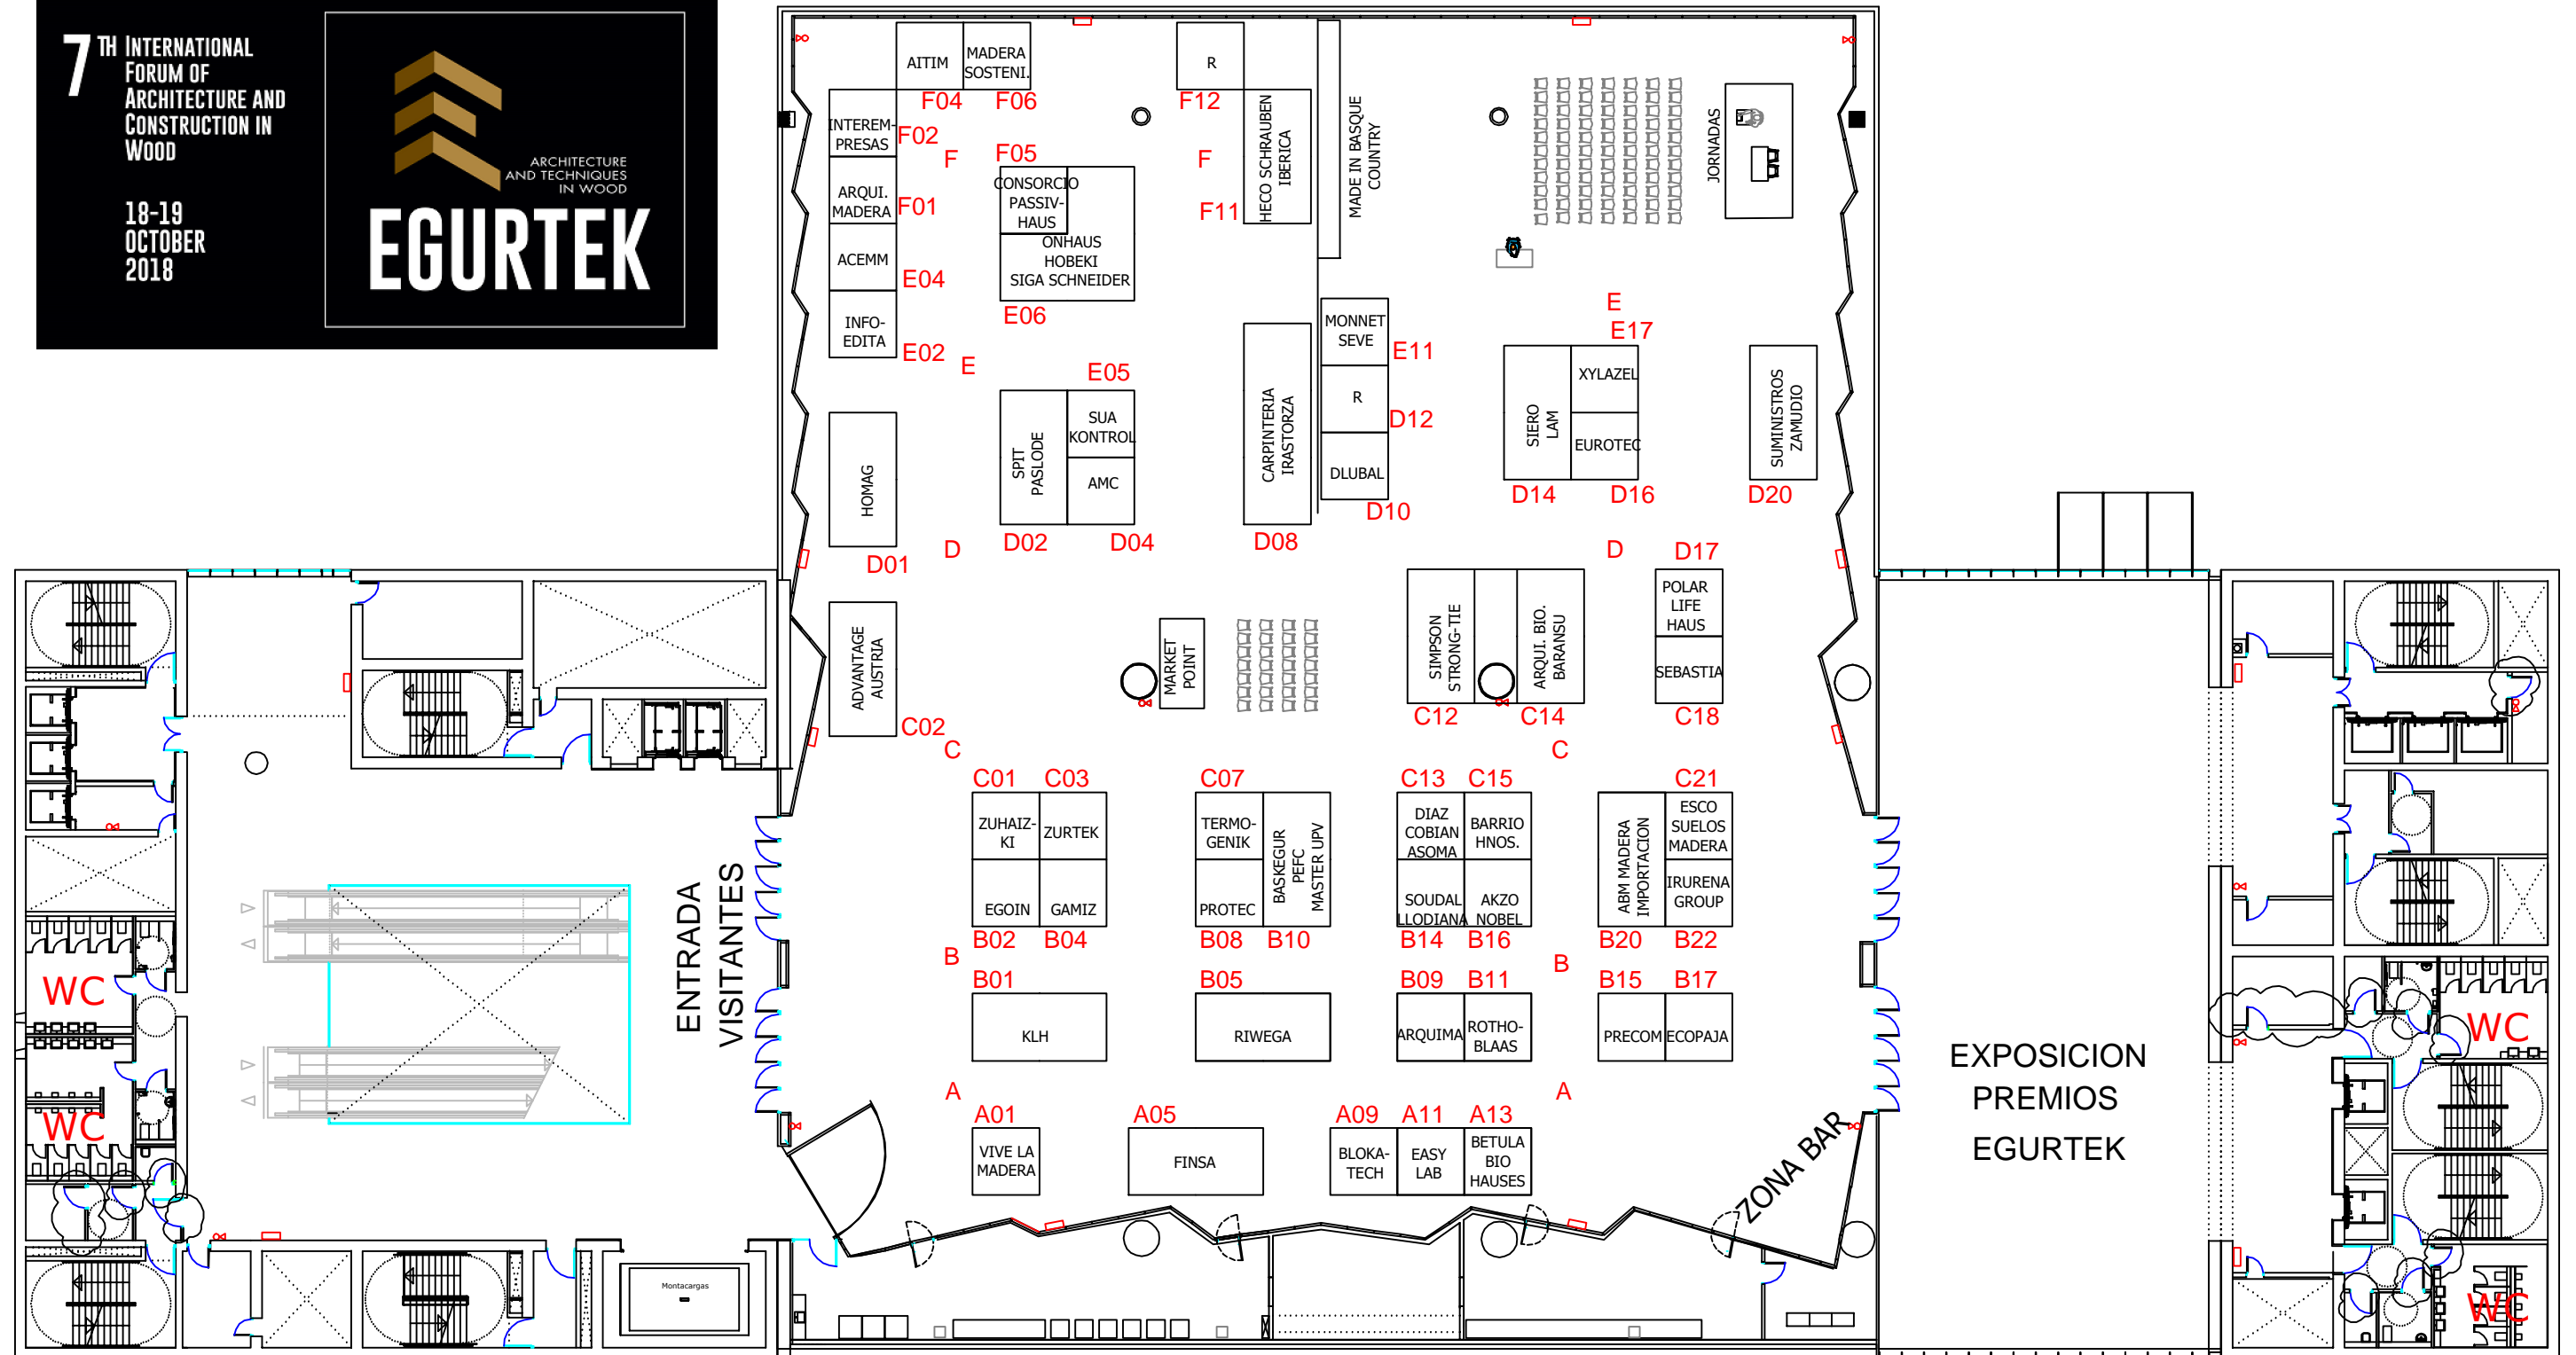 7TH INTERNATIONAL
FORUM OF
ARCHITECTURE AND
CONSTRUCTION IN
WOOD
18-19
OCTOBER
2018
ARCHITECTURE
AND TECHNIQUES
IN WOOD
EGURTEK
AITIM
MADERA
SOSTENI.
F04
F06
INTEREM-
PRESAS
F02
F
ARQUI.
MADERA
F01
ACEMM
E04
INFO-
EDITA
E02
E
F05
CONSORCIO
PASSIV-
HAUS
ONHAUS
HOBEKI
SIGA SCHNEIDER
E06
R
F12
F
HECO SCHRAUBEN
IBERICA
F11
MADE IN BASQUE
COUNTRY
JORNADAS
HOMAG
D01
E05
SPIT
PASLODE
SUA
KONTROL
AMC
D02
D04
D
CARPINTERIA
IRASTORZA
D08
MONNET
SEVE
E11
R
D12
DLUBAL
D10
E
E17
SIERO
LAM
XYLAZEL
EUROTEC
D14
D16
SUMINISTROS
ZAMUDIO
D20
D
D17
ADVANTAGE
AUSTRIA
C02
C
MARKET
POINT
SIMPSON
STRONG-TIE
ARQUI. BIO.
BARANSU
C12
C14
POLAR
LIFE
HAUS
SEBASTIA
C18
C
C01
C03
ZUHAIZ-
KI
ZURTEK
EGOIN
GAMIZ
B02
B04
C07
TERMO-
GENIK
PROTEC
BASKEGUR
PEFC
MASTER UPV
B08
B10
C13
C15
DIAZ
COBIAN
ASOMA
BARRIO
HNOS.
SOUDAL
LLODIANA
AKZO
NOBEL
B14
B16
C21
ABM MADERA
IMPORTACION
ESCO
SUELOS
MADERA
IRURENA
GROUP
B20
B22
B
B
B01
KLH
B05
RIWEGA
B09
B11
ARQUIMA
ROTHO-
BLAAS
B15
B17
PRECOM
ECOPAJA
A
A
A01
VIVE LA
MADERA
A05
FINSA
A09
A11
A13
BLOKA-
TECH
EASY
LAB
BETULA
BIO
HAUSES
ZONA BAR
ENTRADA
VISITANTES
WC
WC
Montacargas
EXPOSICION
PREMIOS
EGURTEK
WC
WC